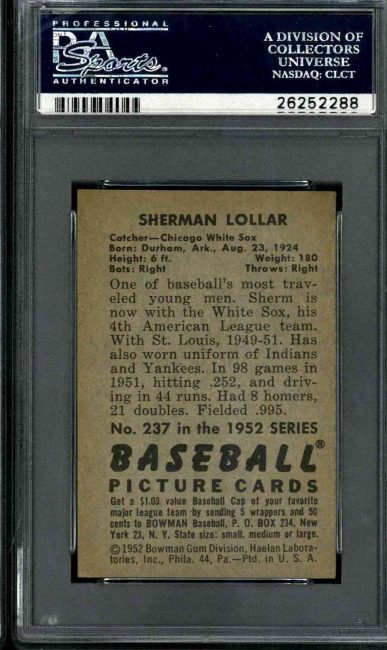 PROFESSIONAL
PSA
Sports
AUTHENTICATOR
A DIVISION OF
COLLECTORS
UNIVERSE
NASDAQ: CLCT
26252288
SHERMAN LOLLAR
Catcher—Chicago White Sox
Born: Durham, Ark., Aug. 23, 1924
Height: 6 ft. Weight: 180
Bats: Right Throws: Right
One of baseball's most trav-
eled young men. Sherm is
now with the White Sox, his
4th American League team.
With St. Louis, 1949-51. Has
also worn uniform of Indians
and Yankees. In 98 games in
1951, hitting .252, and driv-
ing in 44 runs. Had 8 homers,
21 doubles. Fielded .995.
No. 237 in the 1952 SERIES
BASEBALL®
PICTURE CARDS
Get a $1.00 value Baseball Cap of your favorite
major league team by sending 5 wrappers and 50
cents to BOWMAN Baseball, P. O. BOX 234, New
York 23, N. Y. State size: small, medium or large.
©1952 Bowman Gum Division, Haelan Labora-
tories, Inc., Phila. 44, Pa.—Ptd. in U. S. A.